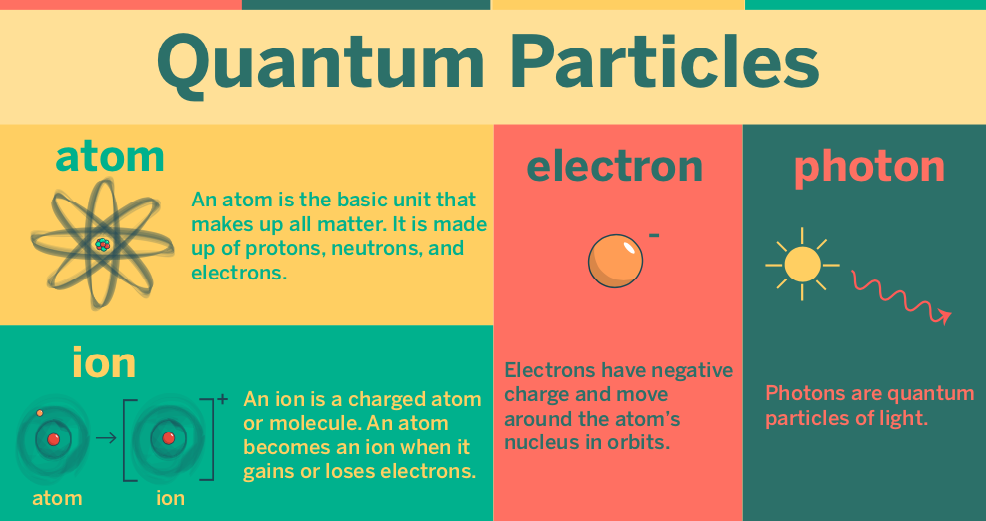 Quantum Particles
atom
An atom is the basic unit that
makes up all matter. It is made
up of protons, neutrons, and
electrons.
ion
+
An ion is a charged atom
or molecule. An atom
becomes an ion when it
gains or loses electrons.
atom
ion
electron
-
Electrons have negative
charge and move
around the atom's
nucleus in orbits.
photon
Photons are quantum
particles of light.